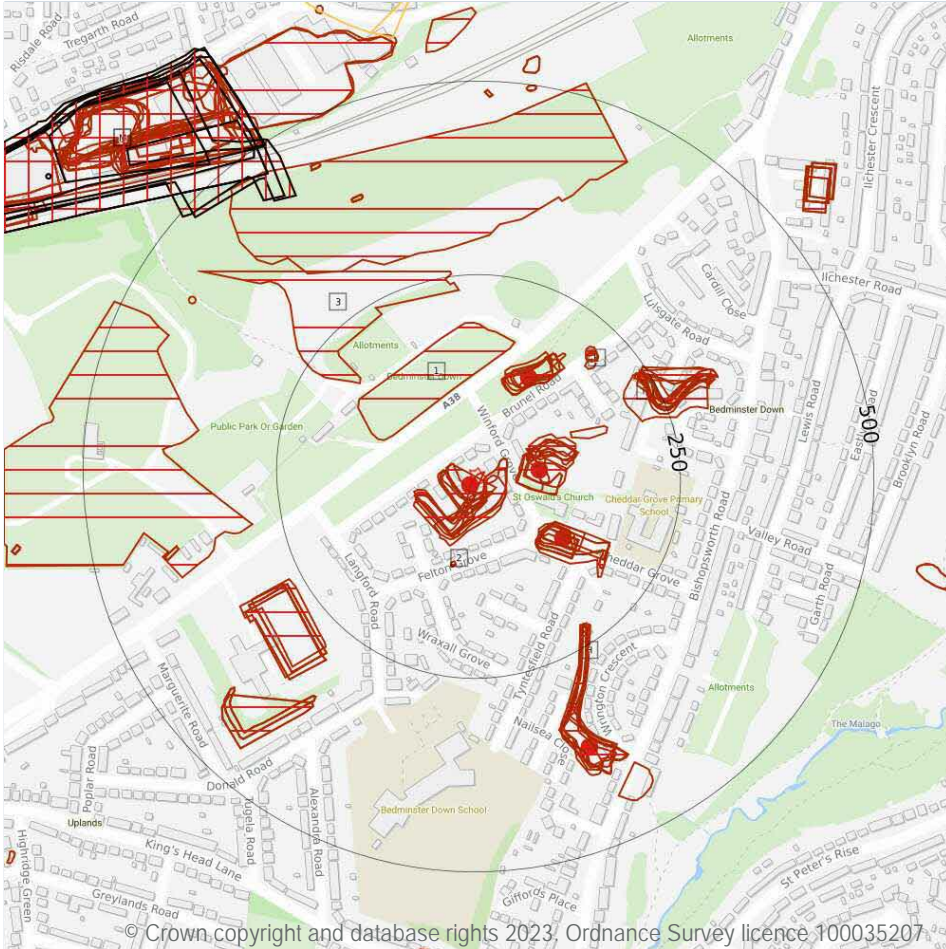 Risdale Road
Tregarth Road
Allotments
Ilchester Crescent
Ilchester Road
Cardill Close
Luisgate Road
3
Allotments
1
Bedminster Down
A38
Brunel Road
Bedminster Down
Public Park Or Garden
Winford Grove
Lewis Road
500
Brooklyn Road
250
St Oswald's Church
Cheddar Grove Primary
School
Bishopsworth Road
Valley Road
2
Felton Grove
Cheddar Grove
Langford Road
Garth Road
Wraxall Grove
Tyntesfield Road
Wrington Crescent
Allotments
Marguerite Road
Nailsea Close
The Malago
Donald Road
Poplar Road
Bedminster Down School
Uplands
Tugela Road
Alexandra Road
King's Head Lane
St Peter's Rise
Highridge Green
Greylands Road
Giffords Place
© Crown copyright and database rights 2023. Ordnance Survey licence 100035207.